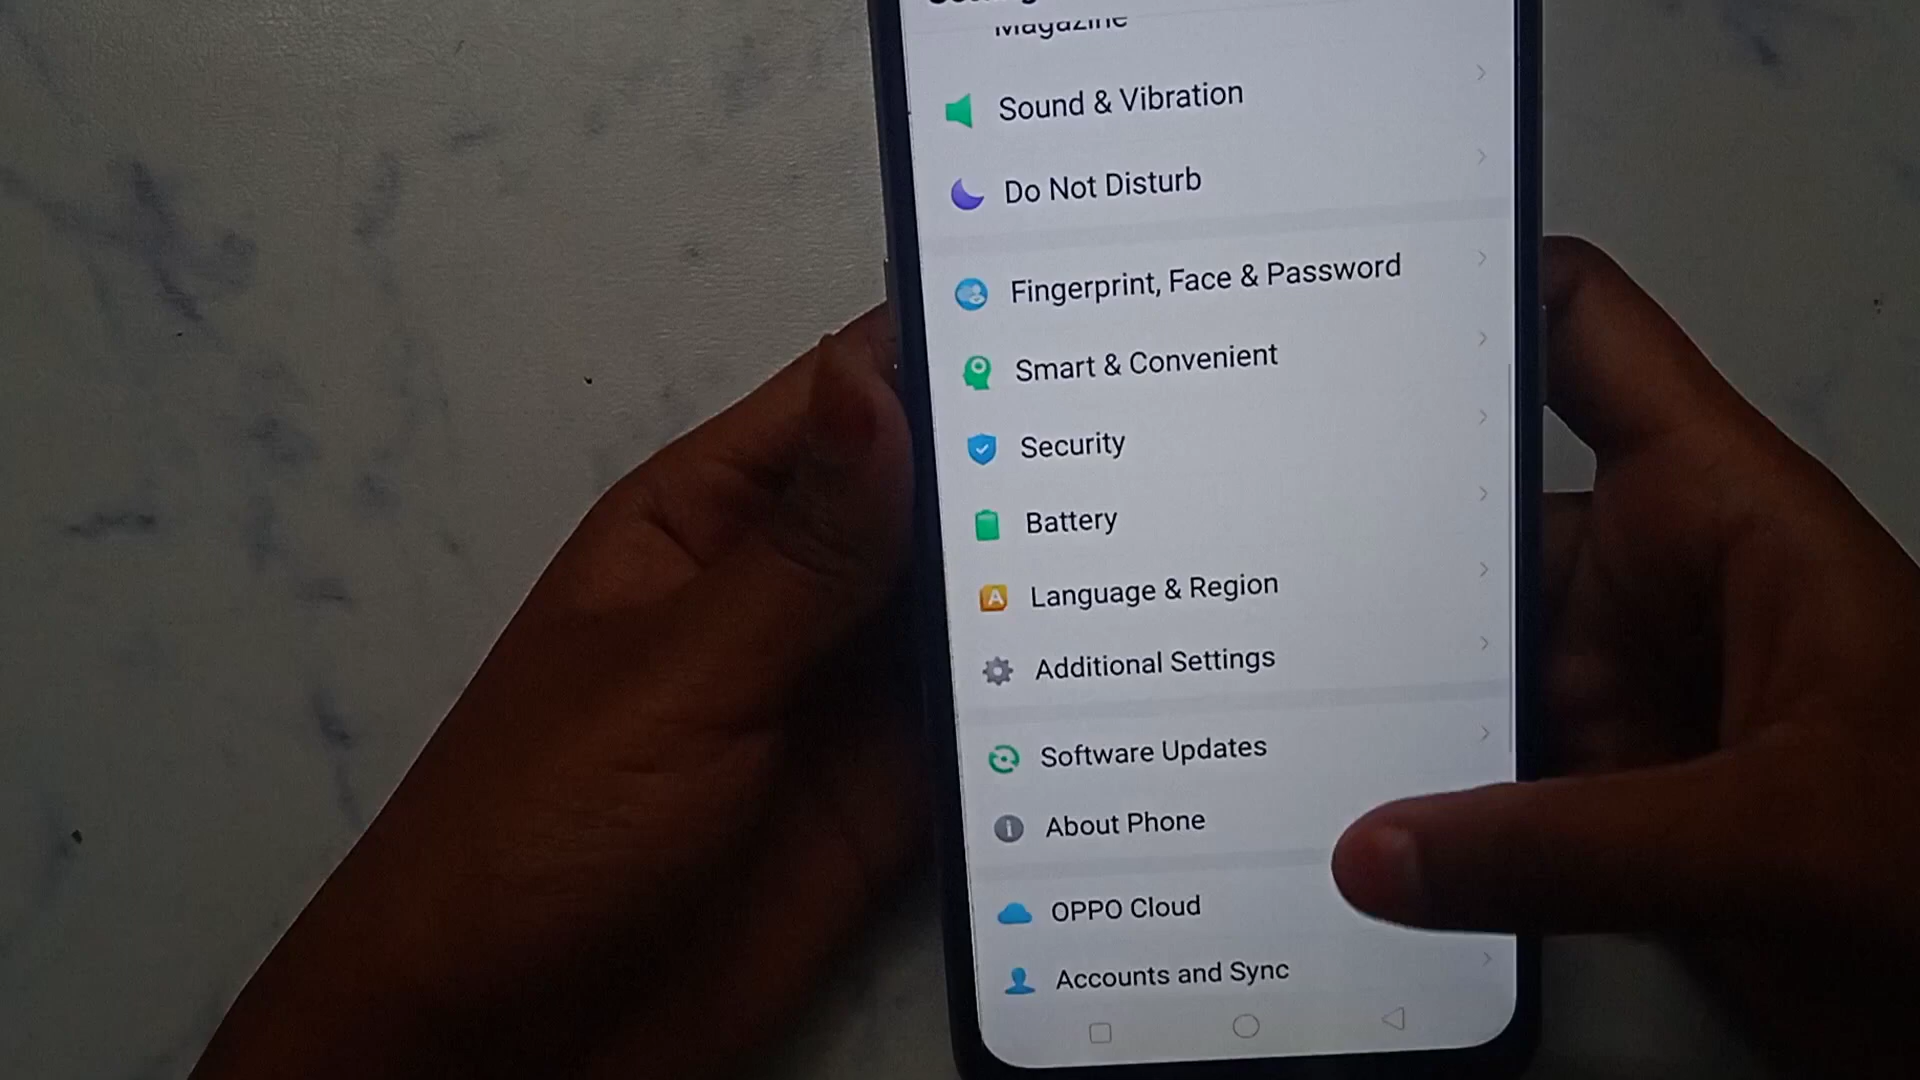 Magazine
Sound & Vibration
Do Not Disturb
Fingerprint, Face & Password
Smart & Convenient
Security
Battery
A
Language & Region
Additional Settings
Software Updates
About Phone
OPPO Cloud
Accounts and Sync